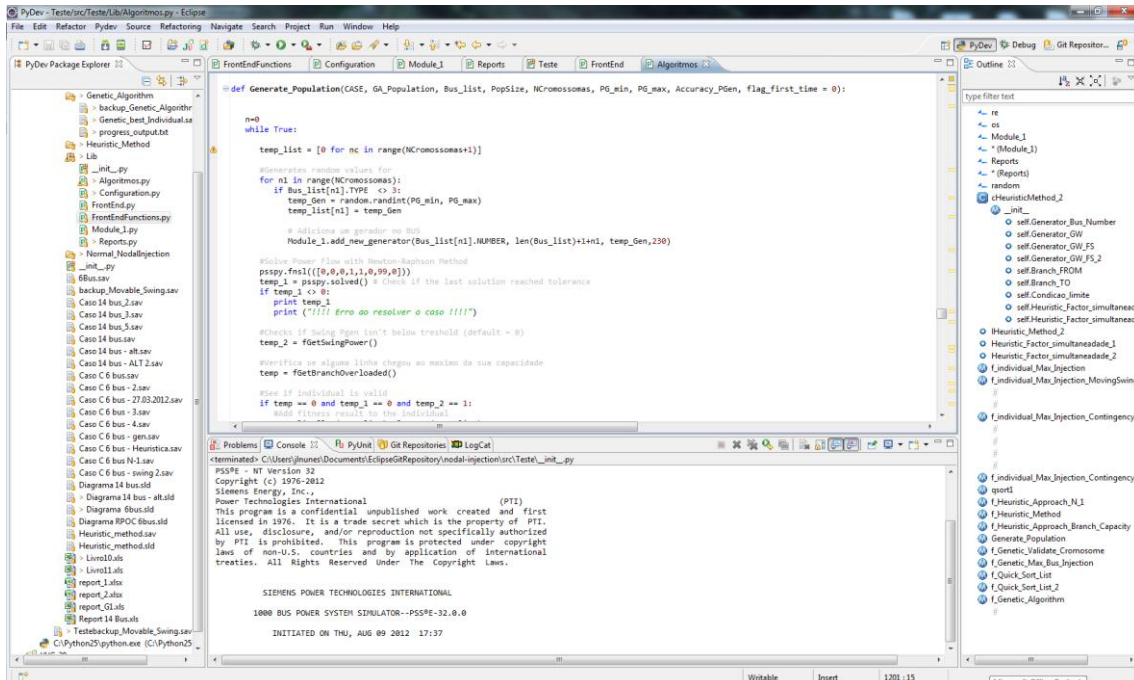 PyDev - Teste/src/Teste/Lib/Algoritmos.py - Eclipse
File Edit Refactor Pydev Source Refactoring Navigate Search Project Run Window Help
PyDev Debug Git Repositor...
PyDev Package Explorer
> Genetic_Algorithm
> backup_Genetic_Algorithr
> Genetic_best_Individual.sa
> progress_output.txt
> Heuristic_Method
> Lib
__init__.py
> Algoritmos.py
> Configuration.py
FrontEnd.py
FrontEndFunctions.py
Module_1.py
> Reports.py
> Normal_NodalInjection
__init__.py
6Bus.sav
backup_Movable_Swing.sav
Caso 14 bus_2.sav
Caso 14 bus_3.sav
Caso 14 bus_5.sav
Caso 14 bus.sav
Caso 14 bus - alt.sav
Caso 14 bus - ALT 2.sav
Caso C 6 bus.sav
Caso C 6 bus - 2.sav
Caso C 6 bus - 27.03.2012.sav
Caso C 6 bus - 3.sav
Caso C 6 bus - 4.sav
Caso C 6 bus - gen.sav
Caso C 6 bus - Heuristica.sav
Caso C 6 bus N-1.sav
Caso C 6 bus - swing 2.sav
Diagrama 14 bus.sld
> Diagrama 14 bus - alt.sld
> Diagrama 6bus.sld
Diagrama RPOC 6bus.sld
Heuristic_method.sav
Heuristic_method.sld
> Livro10.xls
> Livro11.xls
report_1.xlsx
report_2.xlsx
report_G1.xls
Report 14 Bus.xls
> Testebackup_Movable_Swing.sav
C:\Python25\python.exe (C:\Python25
FrontEndFunctions Configuration Module_1 Reports Teste FrontEnd Algoritmos
def Generate_Population(CASE, GA_Population, Bus_list, PopSize, NCromossomas, PG_min, PG_max, Accuracy_PGen, flag_first_time = 0):
n=0
while True:
temp_list = [0 for nc in range(NCromossomas+1)]
#Generates random values for
for n1 in range(NCromossomas):
if Bus_list[n1].TYPE <> 3:
temp_Gen = random.randint(PG_min, PG_max)
temp_list[n1] = temp_Gen
# Adiciona um gerador no BUS
Module_1.add_new_generator(Bus_list[n1].NUMBER, len(Bus_list)+1+n1, temp_Gen,230)
#Solve Power Flow with Newton-Raphson Method
psspy.fnsl(([0,0,0,1,1,0,99,0]))
temp_1 = psspy.solved() # Check if the last solution reached tolerance
if temp_1 <> 0:
print temp_1
print ("!!!! Erro ao resolver o caso !!!!")
#Checks if Swing Pgen isn't below treshold (default = 0)
temp_2 = fGetSwingPower()
#Verifica se alguma linha chegou ao maximo da sua capacidade
temp = fGetBranchOverloaded()
#See if individual is valid
if temp == 0 and temp_1 == 0 and temp_2 == 1:
#Add fitness result to the individual
Problems Console PyUnit Git Repositories LogCat
<terminated> C:\Users\jlnunes\Documents\EclipseGitRepository\nodal-injection\src\Teste\__init__.py
PSS®E - NT Version 32
Copyright (c) 1976-2012
Siemens Energy, Inc.,
Power Technologies International (PTI)
This program is a confidential unpublished work created and first
licensed in 1976. It is a trade secret which is the property of PTI.
All use, disclosure, and/or reproduction not specifically authorized
by PTI is prohibited. This program is protected under copyright
laws of non-U.S. countries and by application of international
treaties. All Rights Reserved Under The Copyright Laws.
SIEMENS POWER TECHNOLOGIES INTERNATIONAL
1000 BUS POWER SYSTEM SIMULATOR--PSS®E-32.0.0
INITIATED ON THU, AUG 09 2012 17:37
Outline
type filter text
re
os
Module_1
* (Module_1)
Reports
* (Reports)
random
cHeuristicMethod_2
__init__
self.Generator_Bus_Number
self.Generator_GW
self.Generator_GW_FS
self.Generator_GW_FS_2
self.Branch_FROM
self.Branch_TO
self.Condicao_limite
self.Heuristic_Factor_simultanead
self.Heuristic_Factor_simultanead
lHeuristic_Method_2
Heuristic_Factor_simultaneadade_1
Heuristic_Factor_simultaneadade_2
f_individual_Max_Injection
f_individual_Max_Injection_MovingSwin
#
#
f_individual_Max_Injection_Contingency
#
#
#
#
f_individual_Max_Injection_Contingency
qsort1
f_Heuristic_Approach_N_1
f_Heuristic_Method
f_Heuristic_Approach_Branch_Capacity
Generate_Population
f_Genetic_Validate_Cromosome
f_Genetic_Max_Bus_Injection
f_Quick_Sort_List
f_Quick_Sort_List_2
f_Genetic_Algorithm
#
Writable Insert 1201 : 15